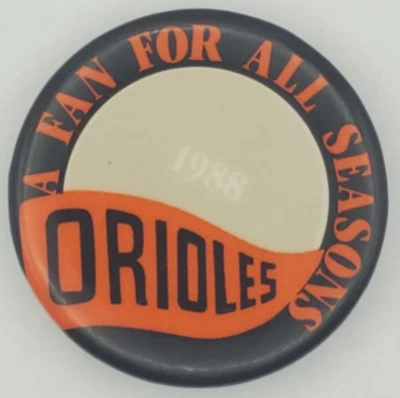 A FAN FOR ALL SEASONS
1988
ORIOLES